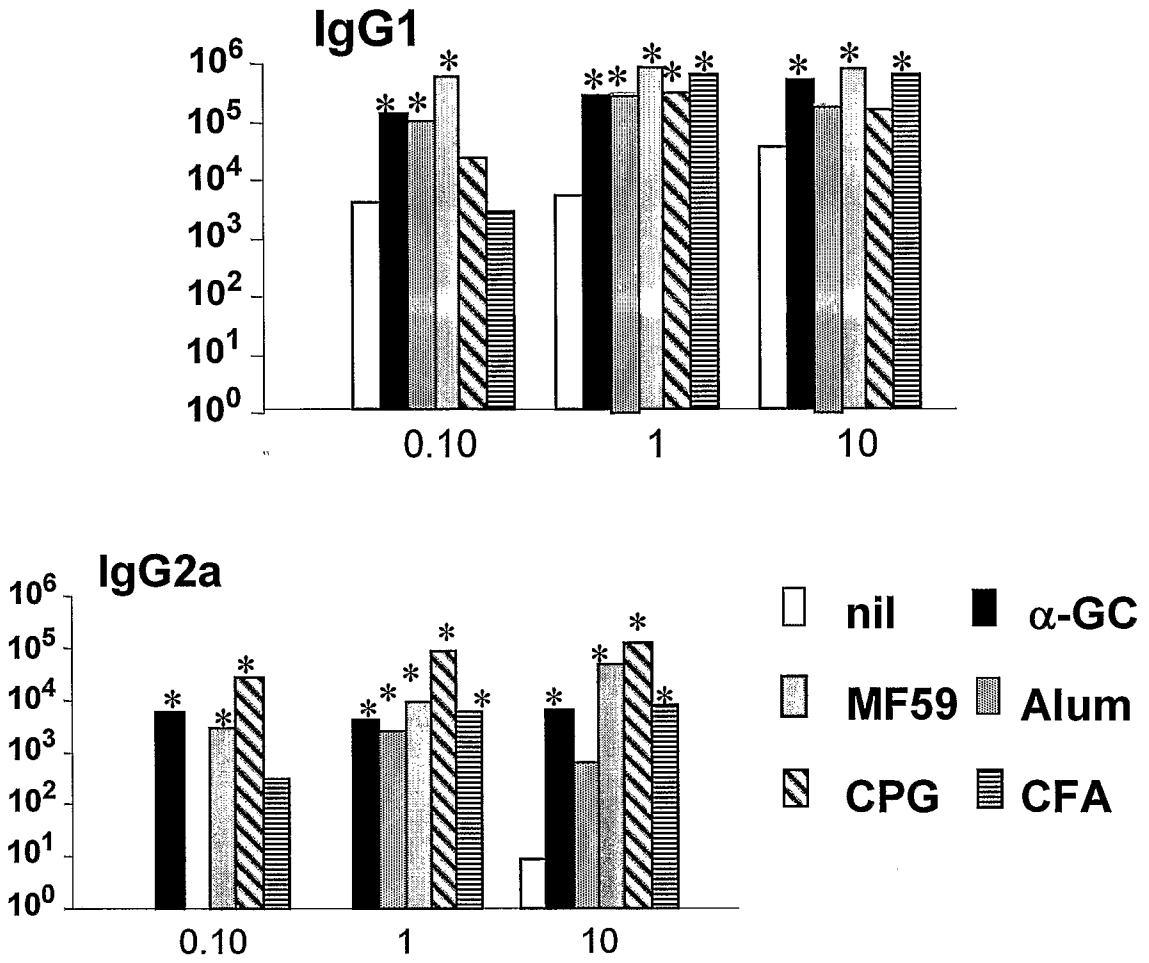 IgG1
10⁶
10⁵
10⁴
10³
10²
10¹
10⁰
* * *
* * * * *
* * *
0.10 1 10
IgG2a
10⁶
10⁵
10⁴
10³
10²
10¹
10⁰
* * *
* * * * *
* * * *
0.10 1 10
nil α-GC
MF59 Alum
CPG CFA